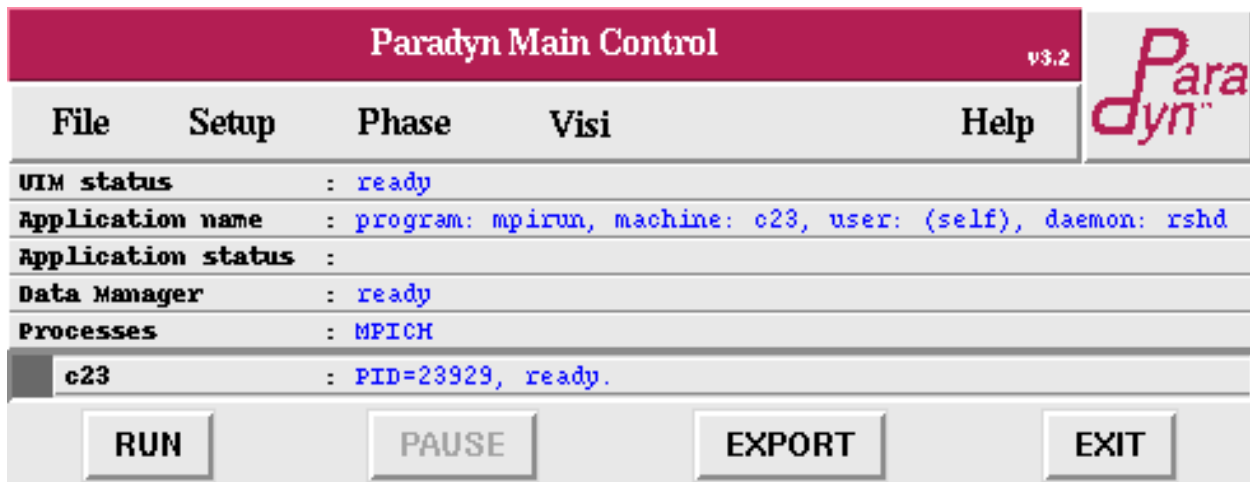 Paradyn Main Control v3.2
Para
dyn™
File Setup Phase Visi Help
UIM status : ready
Application name : program: mpirun, machine: c23, user: (self), daemon: rshd
Application status :
Data Manager : ready
Processes : MPICH
c23 : PID=23929, ready.
RUN PAUSE EXPORT EXIT